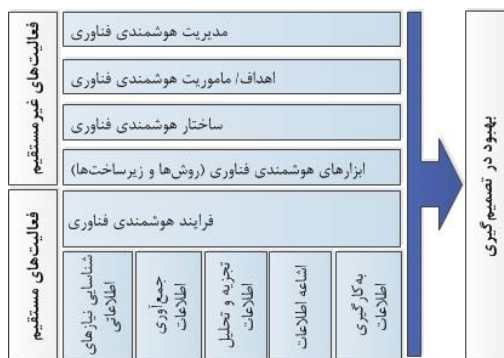 فعالیت‌های غیرمستقیم
مدیریت هوشمندی فناوری
اهداف/ ماموریت هوشمندی فناوری
ساختار هوشمندی فناوری
ابزارهای هوشمندی فناوری (روش‌ها و زیرساخت‌ها)
فعالیت‌های مستقیم
فرایند هوشمندی فناوری
شناسایی نیازهای
اطلاعاتی
جمع‌آوری
اطلاعات
تجزیه و تحلیل
اطلاعات
اشاعه اطلاعات
به‌کارگیری
اطلاعات
بهبود در تصمیم‌گیری